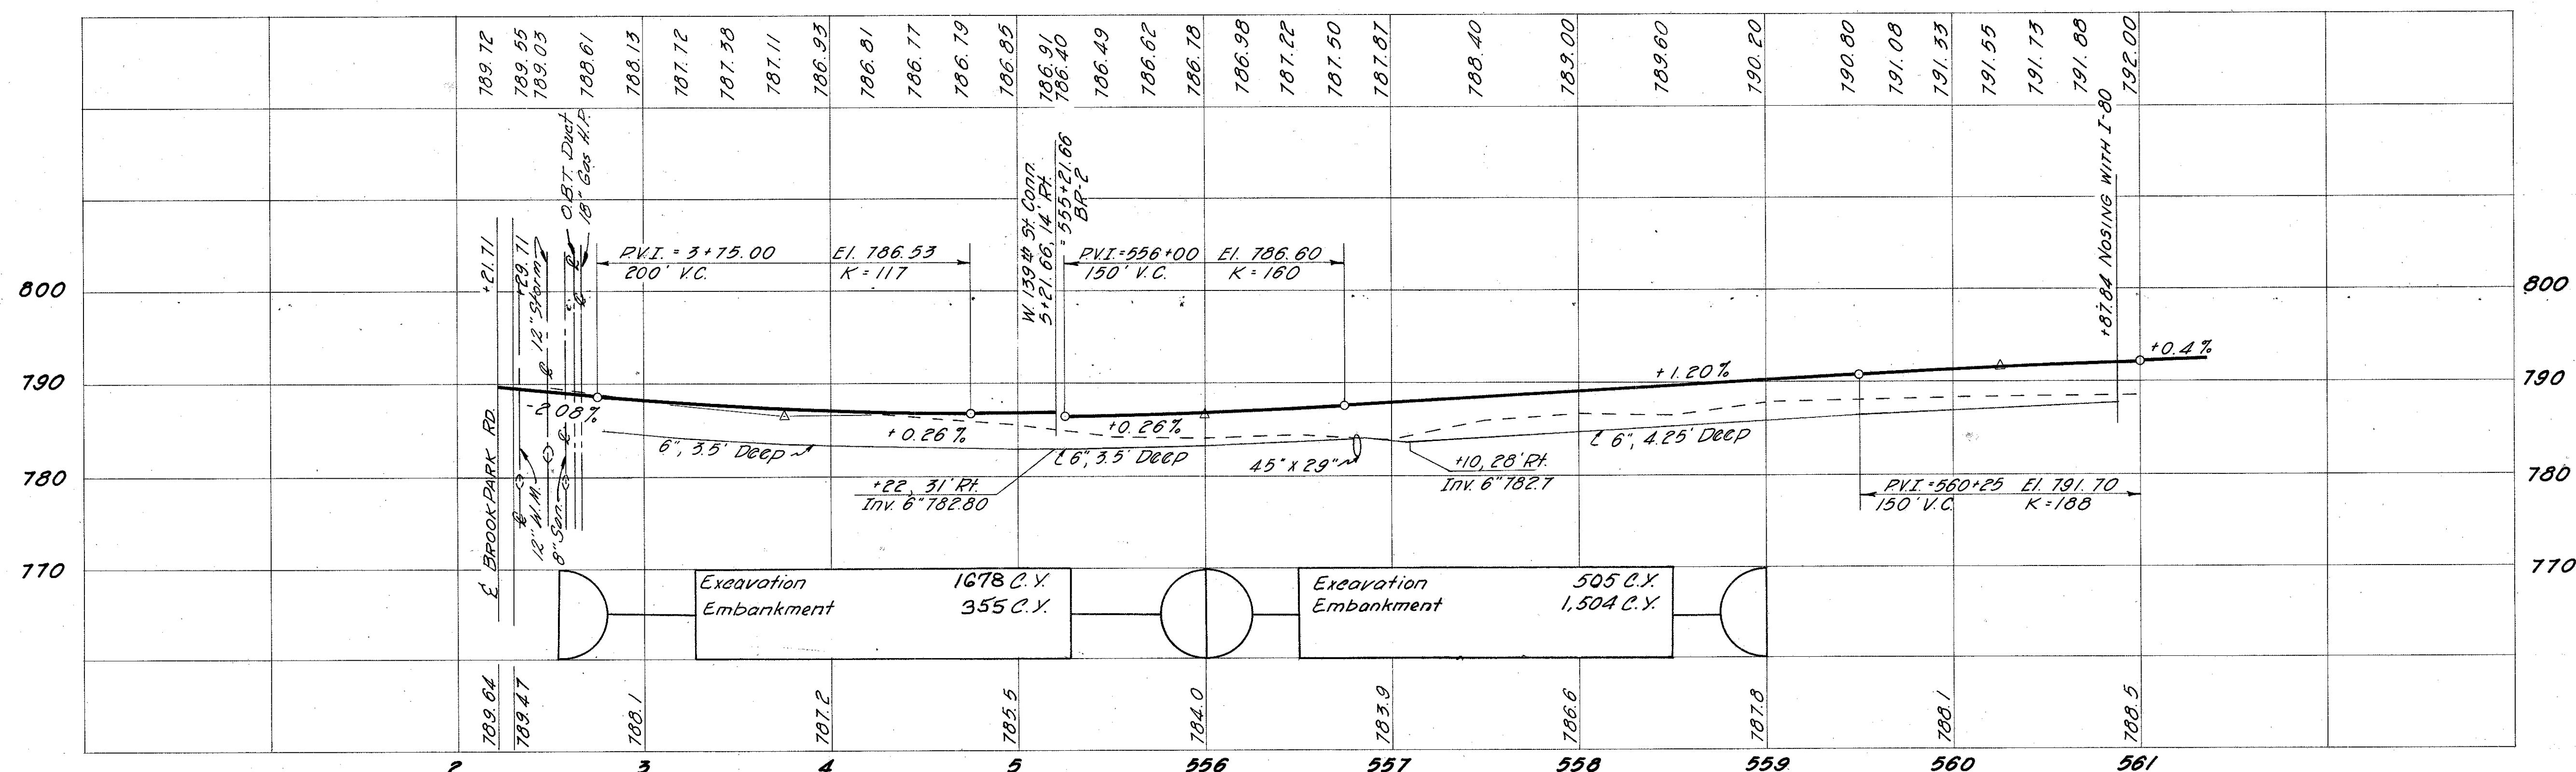 789.72 789.55 789.03 788.61 788.13 787.72 787.38 787.11 786.93 786.81 786.77 786.79 786.85 786.91 786.40 786.49 786.62 786.78 786.98 787.22 787.50 787.87 788.40 789.00 789.60 790.20 790.80 791.08 791.33 791.55 791.73 791.88 792.00
+21.71
+29.71
12" Storm
O.B.T. Duct
18" Gas H.P.
W. 139th St. Conn.
5+21.66, 14' Rt.
= 555+21.66
BR-2
+87.84 NOSING WITH I-80
P.V.I. = 3+75.00 El. 786.53
200' V.C. K = 117
P.V.I. = 556+00 El. 786.60
150' V.C. K = 160
800 800
790 790
-2.08%
+0.26%
+0.26%
+1.20%
+0.4%
6", 3.5' Deep
6", 3.5' Deep
45" X 29"
6", 4.25' Deep
780 780
+22, 31' Rt.
Inv. 6" 782.80
+10, 28' Rt.
Inv. 6" 782.7
P.V.I. = 560+25 El. 791.70
150' V.C. K = 188
℄ BROOKPARK RD.
12" W.M.
8" San.
770 770
Excavation 1678 C.Y.
Embankment 355 C.Y.
Excavation 505 C.Y.
Embankment 1,504 C.Y.
789.64 789.47 788.1 787.2 785.5 784.0 783.9 786.6 787.8 788.1 788.5
2 3 4 5 556 557 558 559 560 561